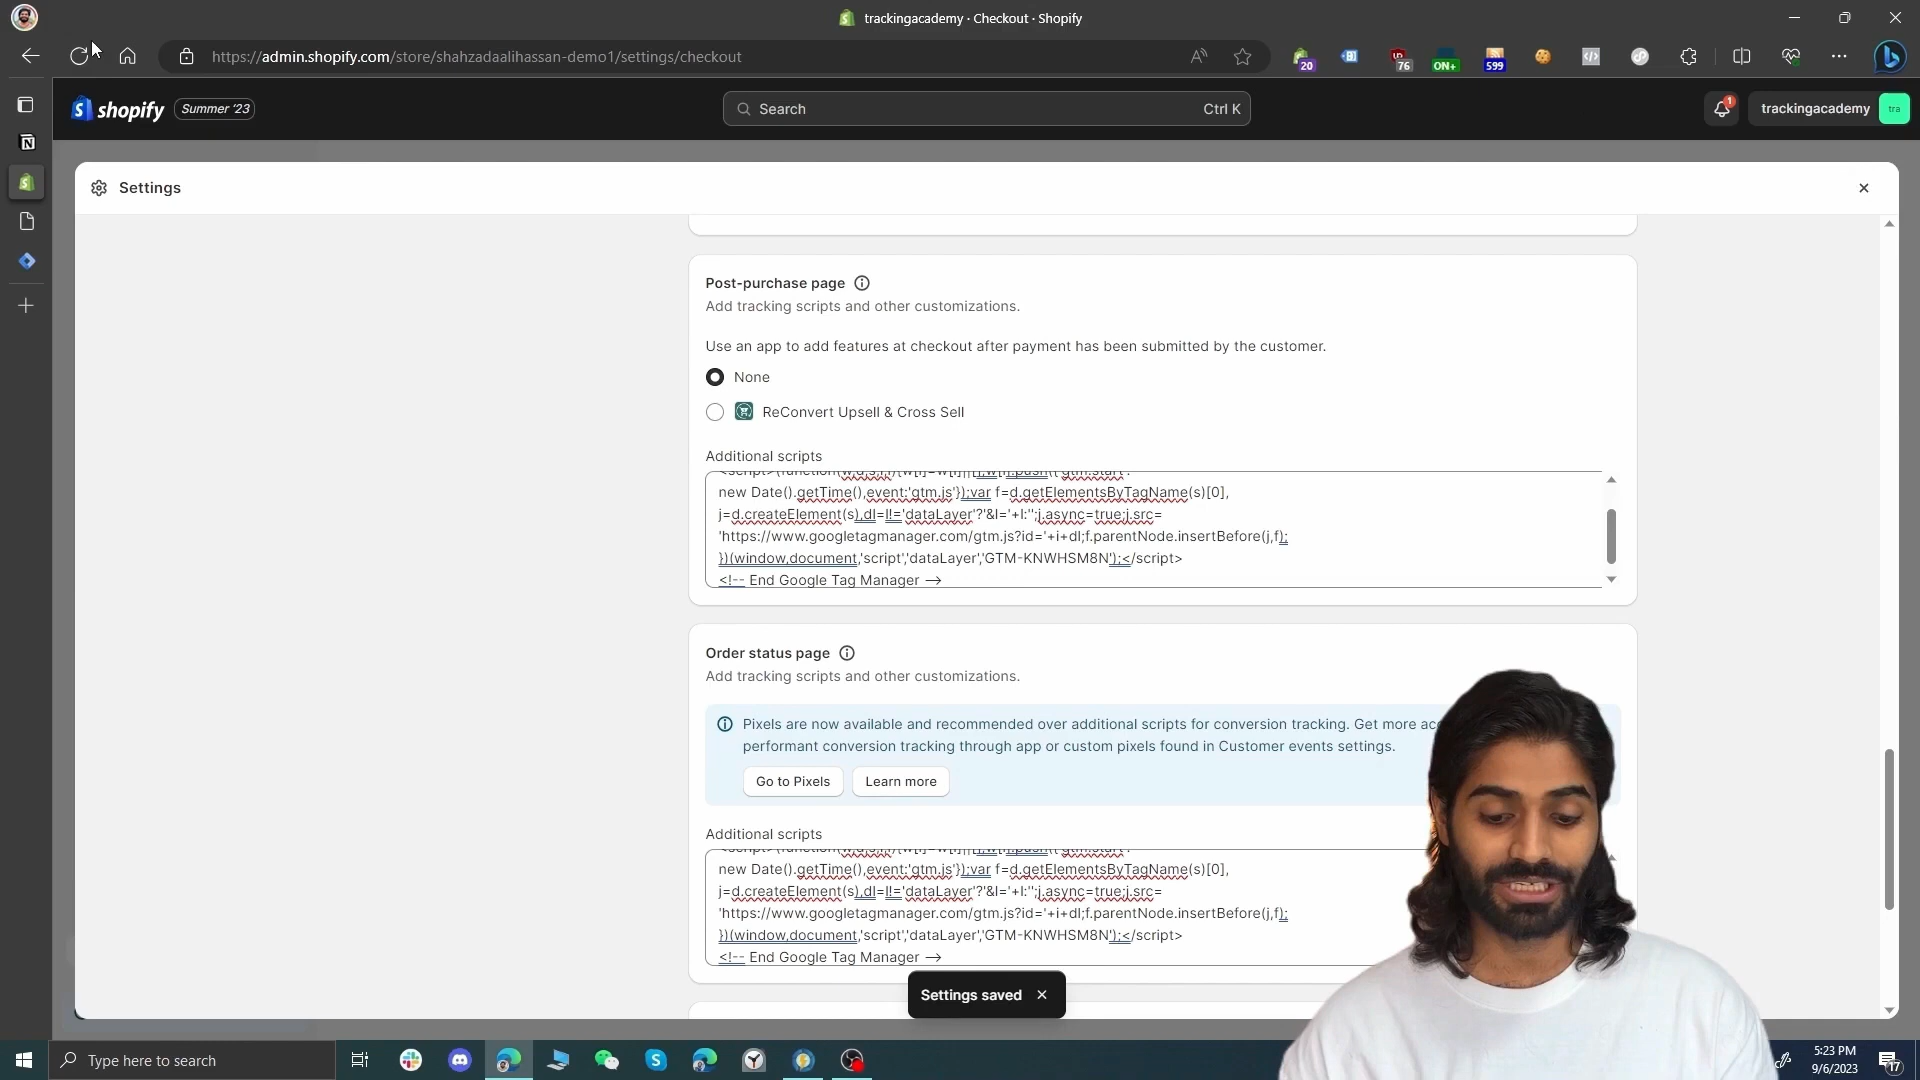 trackingacademy · Checkout · Shopify
https://admin.shopify.com/store/shahzadaalihassan-demo1/settings/checkout
20
76
ON+
599
shopify
Summer '23
Search
Ctrl K
1
trackingacademy
tra
Settings
Post-purchase page
Add tracking scripts and other customizations.
Use an app to add features at checkout after payment has been submitted by the customer.
None
ReConvert Upsell & Cross Sell
Additional scripts
new Date().getTime(),event:'gtm.js'});var f=d.getElementsByTagName(s)[0],
j=d.createElement(s),dl=l!='dataLayer'?'&l='+l:'';j.async=true;j.src=
'https://www.googletagmanager.com/gtm.js?id='+i+dl;f.parentNode.insertBefore(j,f);
})(window,document,'script','dataLayer','GTM-KNWHSM8N');</script>
<!-- End Google Tag Manager -->
Order status page
Add tracking scripts and other customizations.
Pixels are now available and recommended over additional scripts for conversion tracking. Get more
performant conversion tracking through app or custom pixels found in Customer events settings.
Go to Pixels
Learn more
Additional scripts
new Date().getTime(),event:'gtm.js'});var f=d.getElementsByTagName(s)[0],
j=d.createElement(s),dl=l!='dataLayer'?'&l='+l:'';j.async=true;j.src=
'https://www.googletagmanager.com/gtm.js?id='+i+dl;f.parentNode.insertBefore(j,f);
})(window,document,'script','dataLayer','GTM-KNWHSM8N');</script>
<!-- End Google Tag Manager -->
Settings saved
Type here to search
5:23 PM
9/6/2023
17